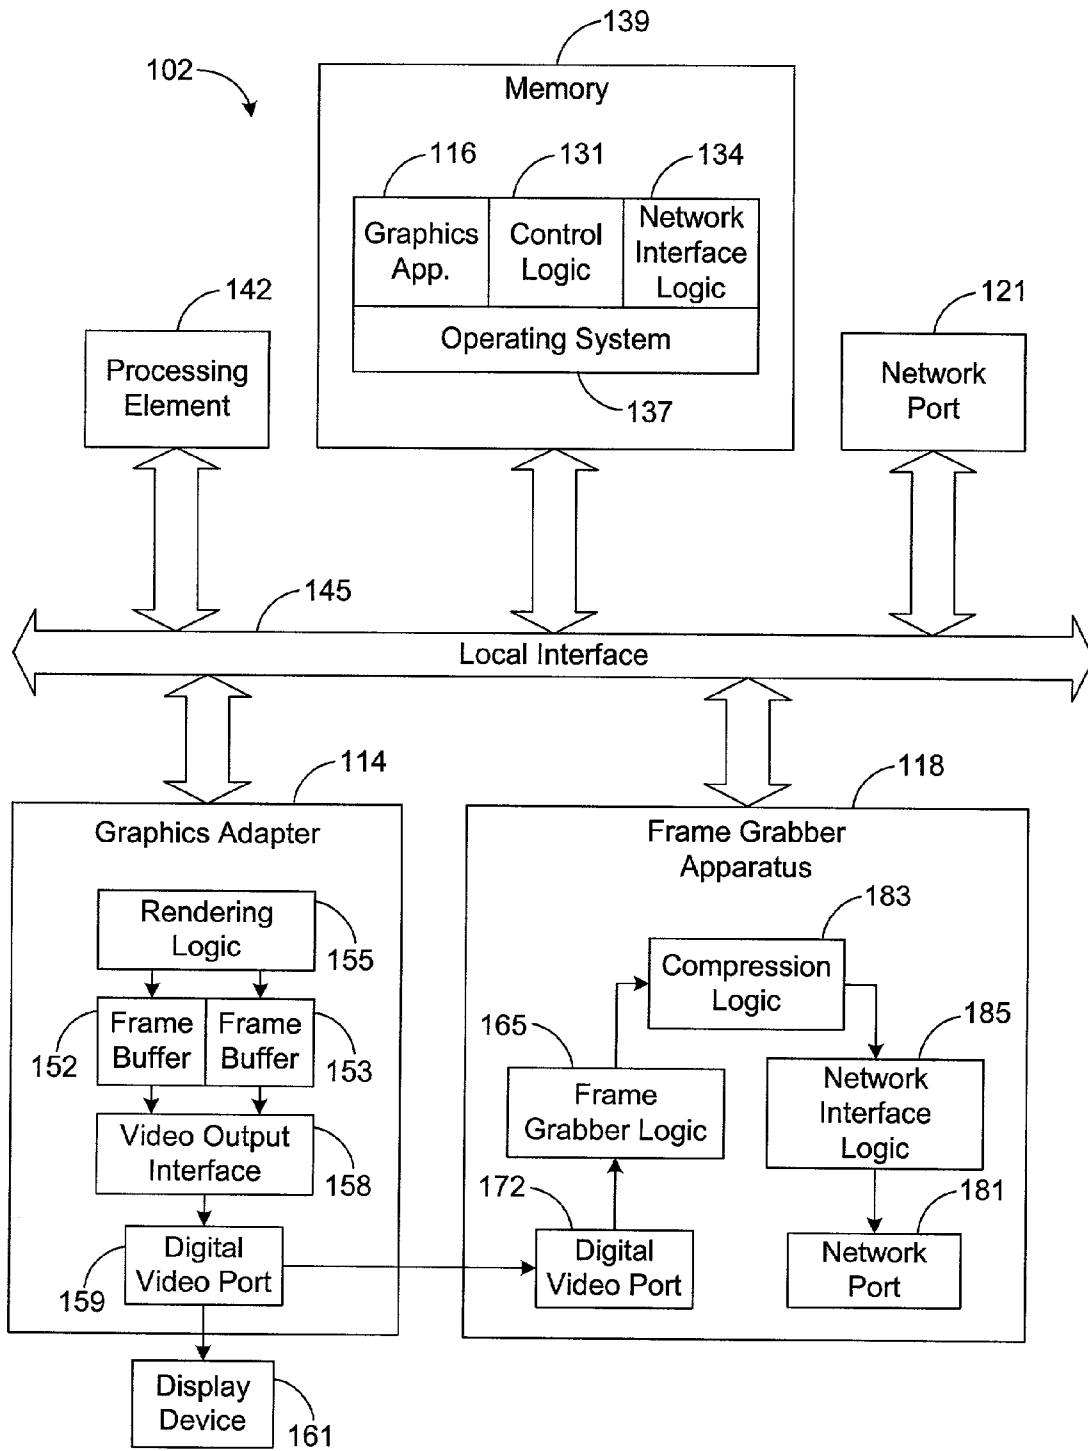 139
102
Memory
116
131
134
Graphics
App.
Control
Logic
Network
Interface
Logic
Operating System
137
142
Processing
Element
121
Network
Port
145
Local Interface
114
Graphics Adapter
Rendering
Logic
155
Frame
Buffer
Frame
Buffer
152
153
Video Output
Interface
158
Digital
Video Port
159
Display
Device
161
118
Frame Grabber
Apparatus
183
Compression
Logic
165
Frame
Grabber Logic
185
Network
Interface
Logic
172
Digital
Video Port
181
Network
Port